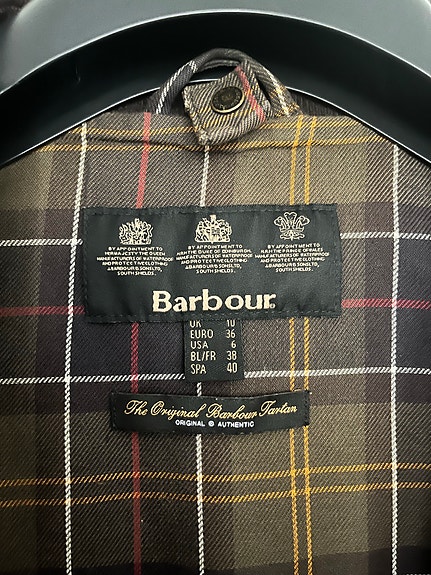 BY APPOINTMENT TO
HER MAJESTY THE QUEEN
MANUFACTURERS OF WATERPROOF
AND PROTECTIVE CLOTHING
J.BARBOUR & SONS LTD,
SOUTH SHIELDS.
BY APPOINTMENT TO
H.R.H. THE DUKE OF EDINBURGH,
MANUFACTURERS OF WATERPROOF
AND PROTECTIVE CLOTHING
J.BARBOUR & SONS LTD,
SOUTH SHIELDS.
BY APPOINTMENT TO
H.R.H. THE PRINCE OF WALES
MANUFACTURERS OF WATERPROOF
AND PROTECTIVE CLOTHING
J.BARBOUR & SONS LTD,
SOUTH SHIELDS.
Barbour
UK 10
EURO 36
USA 6
BL/FR 38
SPA 40
The Original Barbour Tartan
ORIGINAL & AUTHENTIC